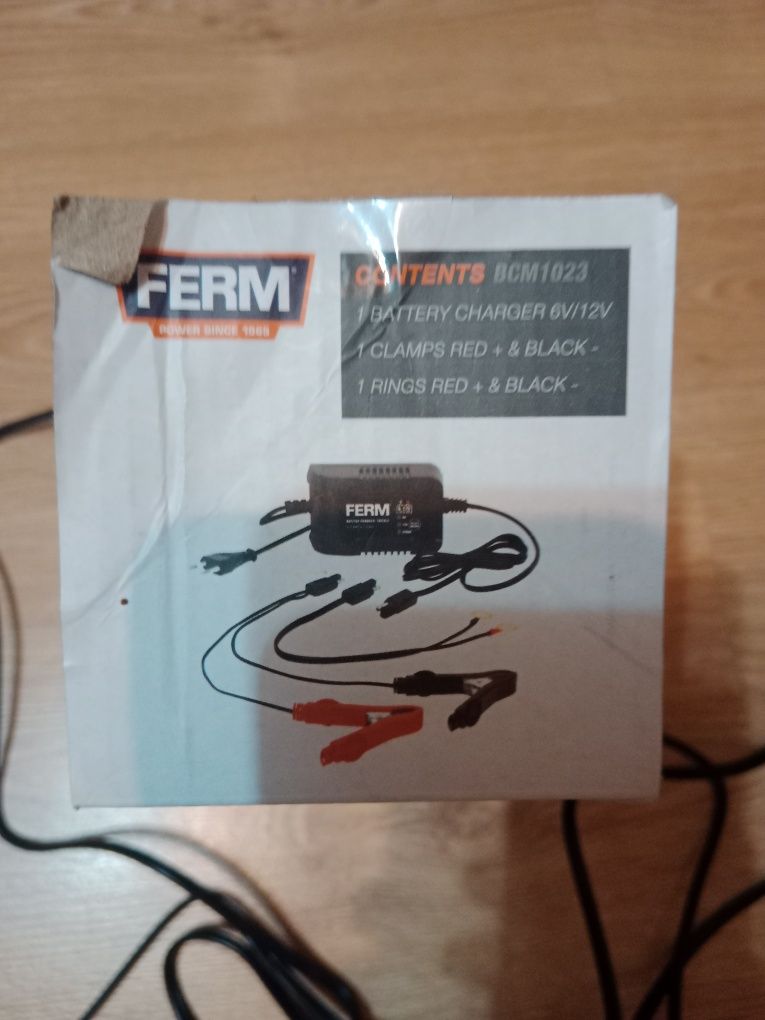 FERM
POWER SINCE 1965
CONTENTS BCM1023
1 BATTERY CHARGER 6V/12V
1 CLAMPS RED + & BLACK -
1 RINGS RED + & BLACK -
FERM